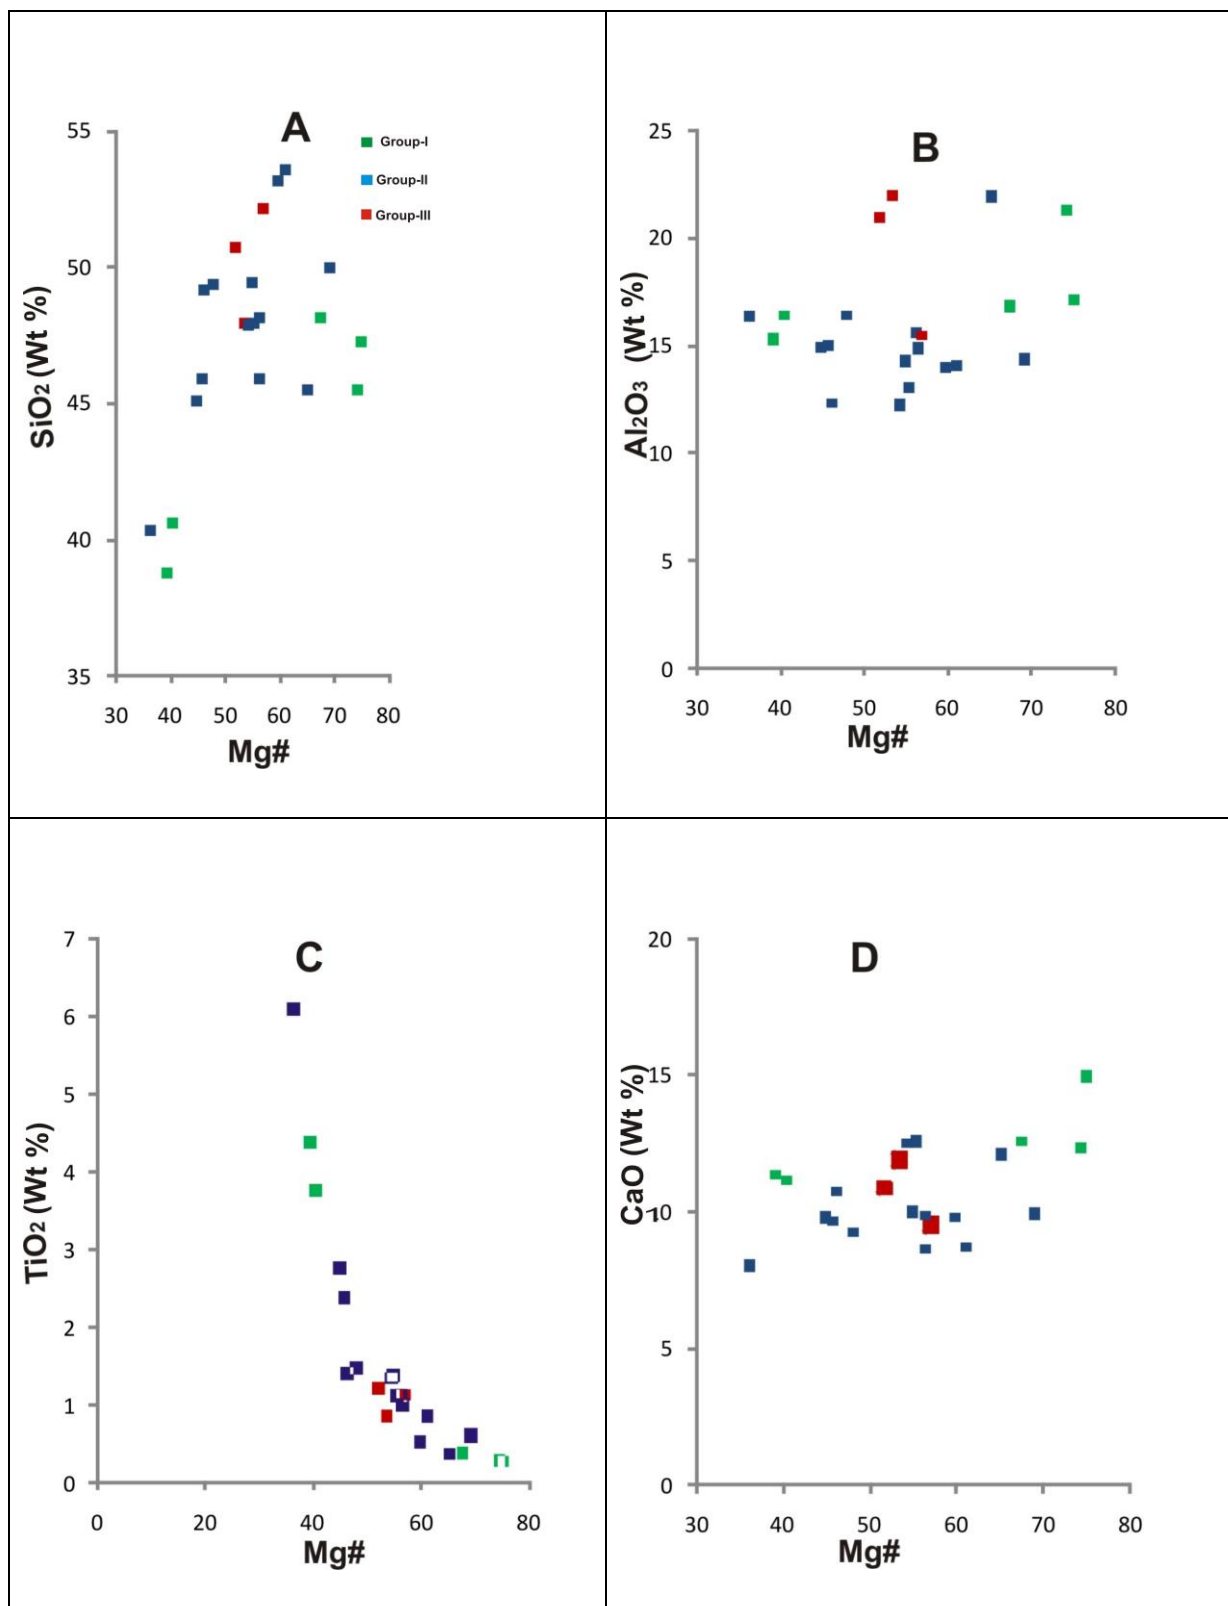 A
55
50
45
40
35
SiO2 (Wt %)
30 40 50 60 70 80
Mg#
Group-I
Group-II
Group-III
B
25
20
15
10
5
0
Al2O3 (Wt %)
30 40 50 60 70 80
Mg#
C
7
6
5
4
3
2
1
0
TiO2 (Wt %)
0 20 40 60 80
Mg#
D
20
15
10
5
0
CaO (Wt %)
30 40 50 60 70 80
Mg#